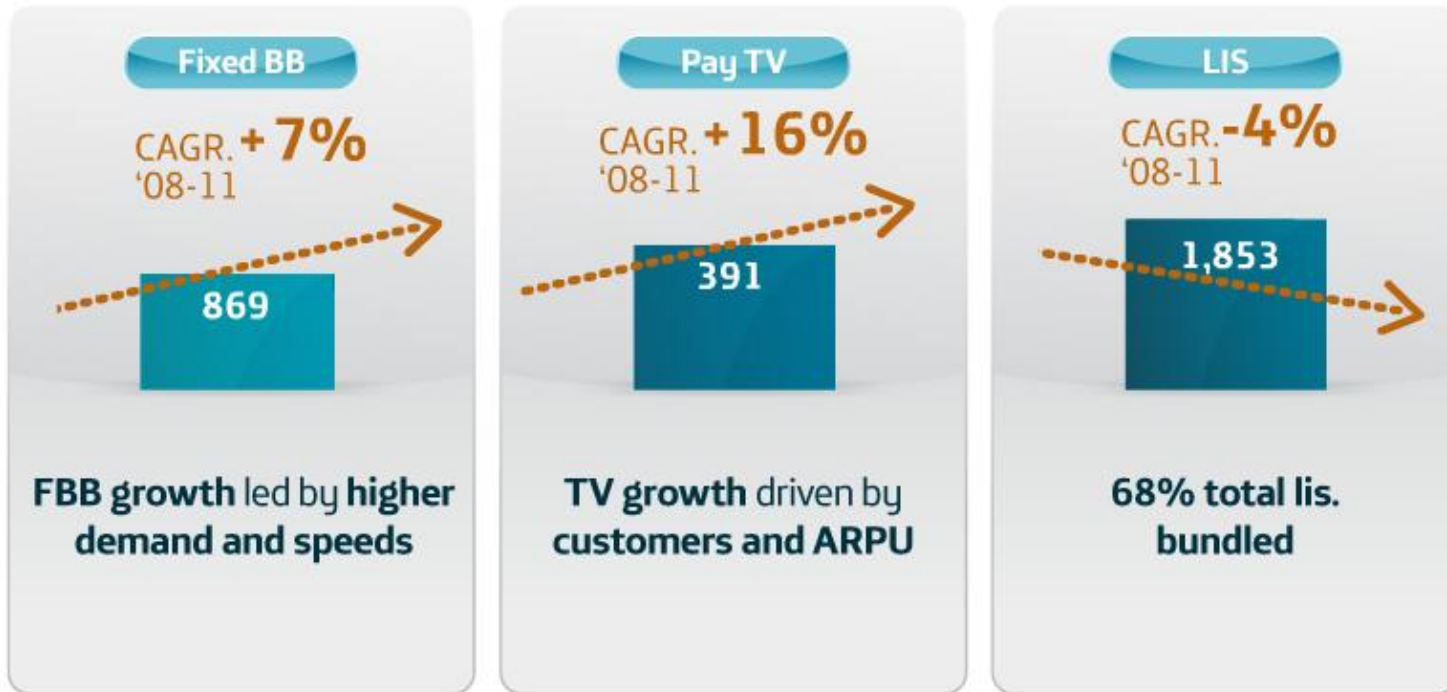 Fixed BB
CAGR. + 7%
‘08-11
869
FBB growth led by higher
demand and speeds
Pay TV
CAGR. + 16%
‘08-11
391
TV growth driven by
customers and ARPU
LIS
CAGR. -4%
‘08-11
1,853
68% total lis.
bundled